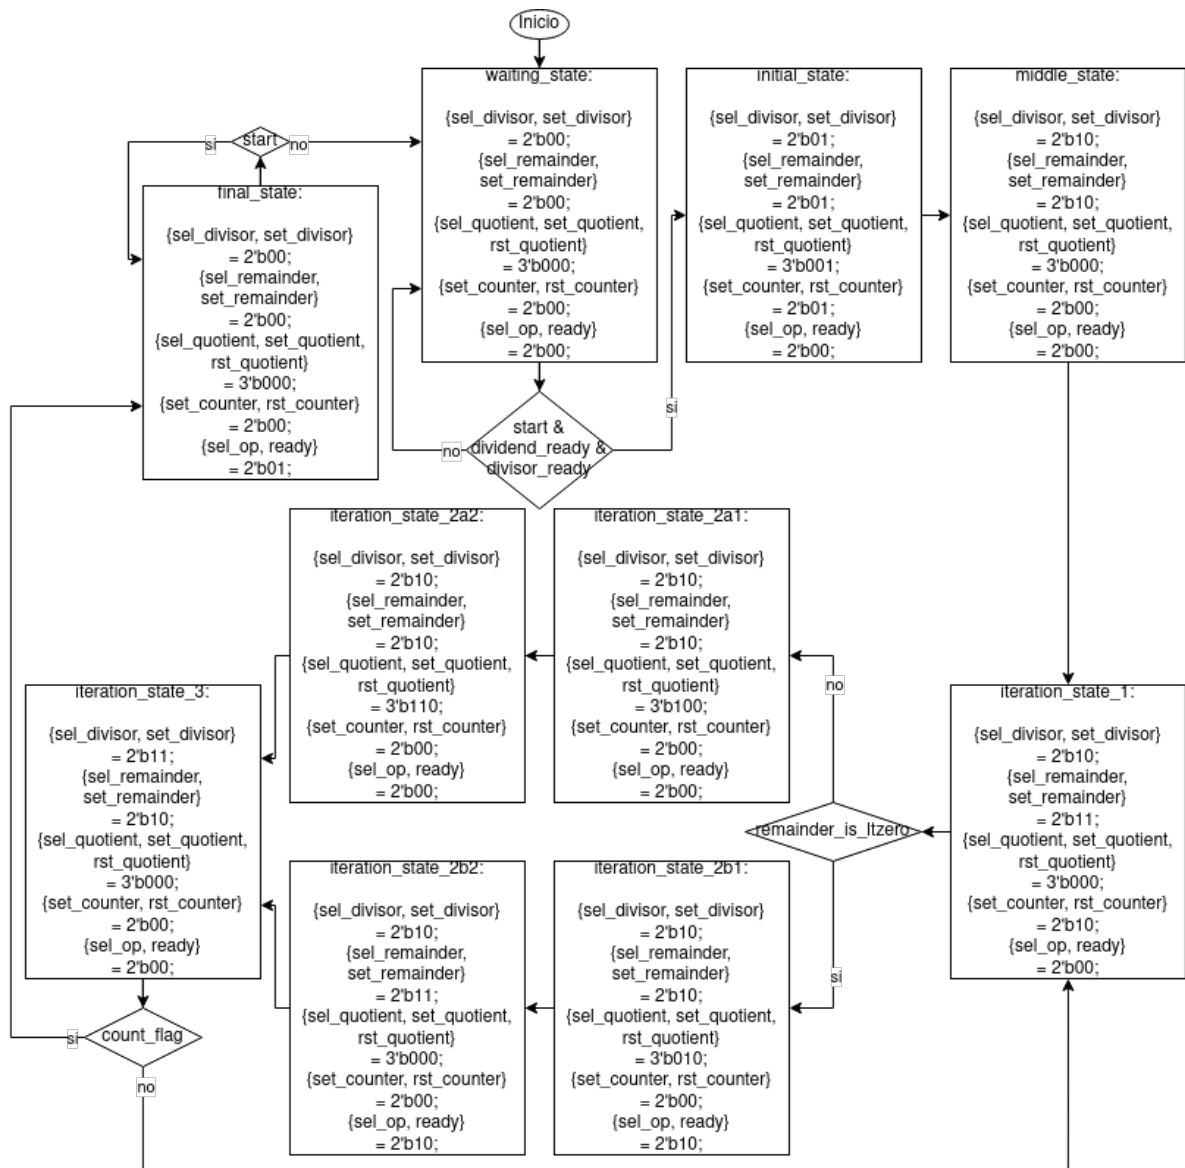 Inicio
waiting_state:
{sel_divisor, set_divisor}
= 2'b00;
{sel_remainder,
set_remainder}
= 2'b00;
{sel_quotient, set_quotient,
rst_quotient}
= 3'b000;
{set_counter, rst_counter}
= 2'b00;
{sel_op, ready}
= 2'b00;
initial_state:
{sel_divisor, set_divisor}
= 2'b01;
{sel_remainder,
set_remainder}
= 2'b01;
{sel_quotient, set_quotient,
rst_quotient}
= 3'b001;
{set_counter, rst_counter}
= 2'b01;
{sel_op, ready}
= 2'b00;
middle_state:
{sel_divisor, set_divisor}
= 2'b10;
{sel_remainder,
set_remainder}
= 2'b10;
{sel_quotient, set_quotient,
rst_quotient}
= 3'b000;
{set_counter, rst_counter}
= 2'b00;
{sel_op, ready}
= 2'b00;
start
si
no
final_state:
{sel_divisor, set_divisor}
= 2'b00;
{sel_remainder,
set_remainder}
= 2'b00;
{sel_quotient, set_quotient,
rst_quotient}
= 3'b000;
{set_counter, rst_counter}
= 2'b00;
{sel_op, ready}
= 2'b01;
start &
dividend_ready &
divisor_ready
no
si
iteration_state_2a2:
{sel_divisor, set_divisor}
= 2'b10;
{sel_remainder,
set_remainder}
= 2'b10;
{sel_quotient, set_quotient,
rst_quotient}
= 3'b110;
{set_counter, rst_counter}
= 2'b00;
{sel_op, ready}
= 2'b00;
iteration_state_2a1:
{sel_divisor, set_divisor}
= 2'b10;
{sel_remainder,
set_remainder}
= 2'b10;
{sel_quotient, set_quotient,
rst_quotient}
= 3'b100;
{set_counter, rst_counter}
= 2'b00;
{sel_op, ready}
= 2'b00;
no
remainder_is_ltzero
si
iteration_state_1:
{sel_divisor, set_divisor}
= 2'b10;
{sel_remainder,
set_remainder}
= 2'b11;
{sel_quotient, set_quotient,
rst_quotient}
= 3'b000;
{set_counter, rst_counter}
= 2'b10;
{sel_op, ready}
= 2'b00;
iteration_state_3:
{sel_divisor, set_divisor}
= 2'b11;
{sel_remainder,
set_remainder}
= 2'b10;
{sel_quotient, set_quotient,
rst_quotient}
= 3'b000;
{set_counter, rst_counter}
= 2'b00;
{sel_op, ready}
= 2'b00;
iteration_state_2b2:
{sel_divisor, set_divisor}
= 2'b10;
{sel_remainder,
set_remainder}
= 2'b11;
{sel_quotient, set_quotient,
rst_quotient}
= 3'b000;
{set_counter, rst_counter}
= 2'b00;
{sel_op, ready}
= 2'b10;
iteration_state_2b1:
{sel_divisor, set_divisor}
= 2'b10;
{sel_remainder,
set_remainder}
= 2'b10;
{sel_quotient, set_quotient,
rst_quotient}
= 3'b010;
{set_counter, rst_counter}
= 2'b00;
{sel_op, ready}
= 2'b10;
count_flag
si
no